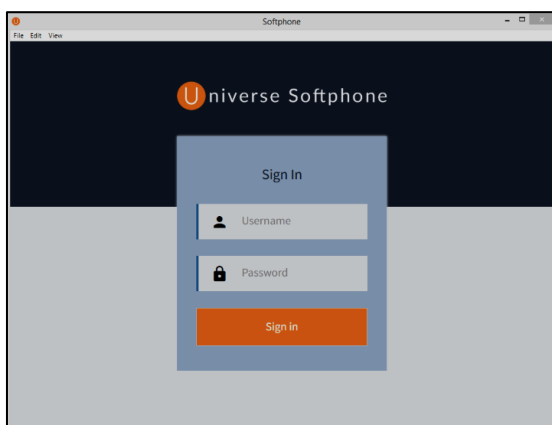 Softphone
File Edit View
Universe Softphone
Sign In
Username
Password
Sign in